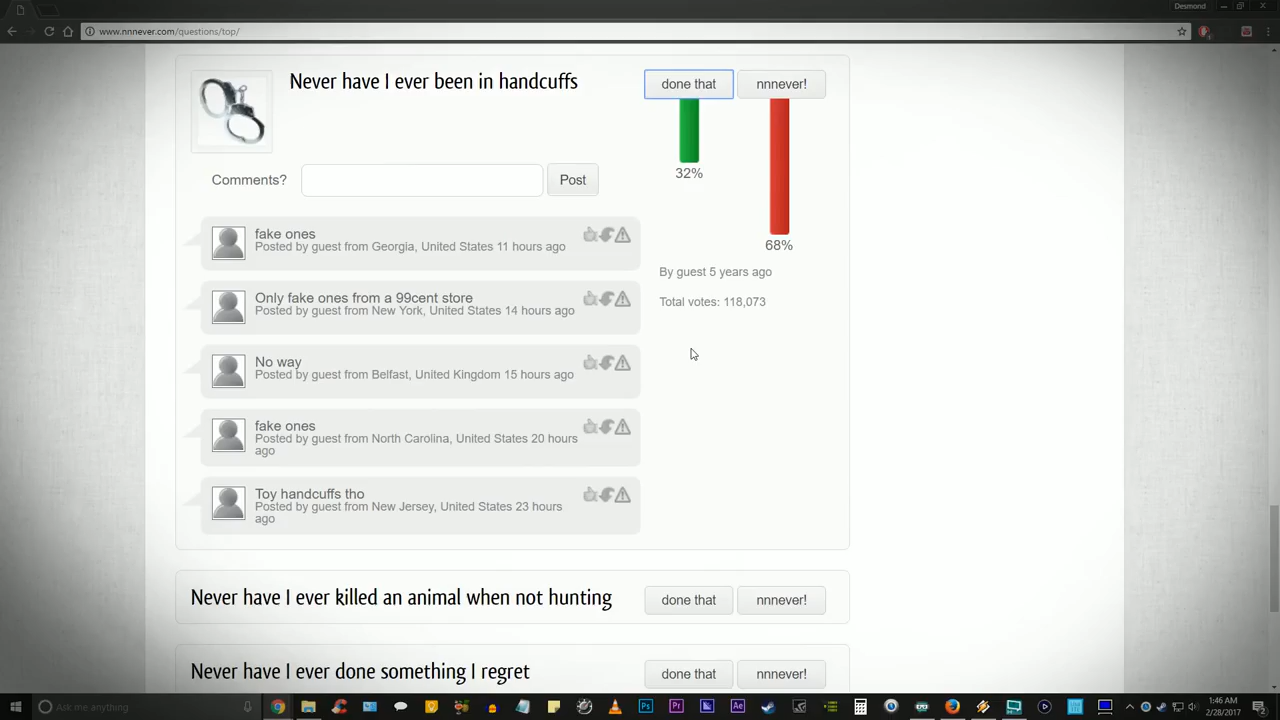 Desmond
www.nnnever.com/questions/top/
Never have I ever been in handcuffs
done that
nnnever!
32%
68%
Comments?
Post
fake ones
Posted by guest from Georgia, United States 11 hours ago
Only fake ones from a 99cent store
Posted by guest from New York, United States 14 hours ago
No way
Posted by guest from Belfast, United Kingdom 15 hours ago
fake ones
Posted by guest from North Carolina, United States 20 hours
ago
Toy handcuffs tho
Posted by guest from New Jersey, United States 23 hours
ago
By guest 5 years ago
Total votes: 118,073
Never have I ever killed an animal when not hunting
done that
nnnever!
Never have I ever done something I regret
done that
nnnever!
Ask me anything
Ps
Pr
Ae
1:46 AM
2/28/2017